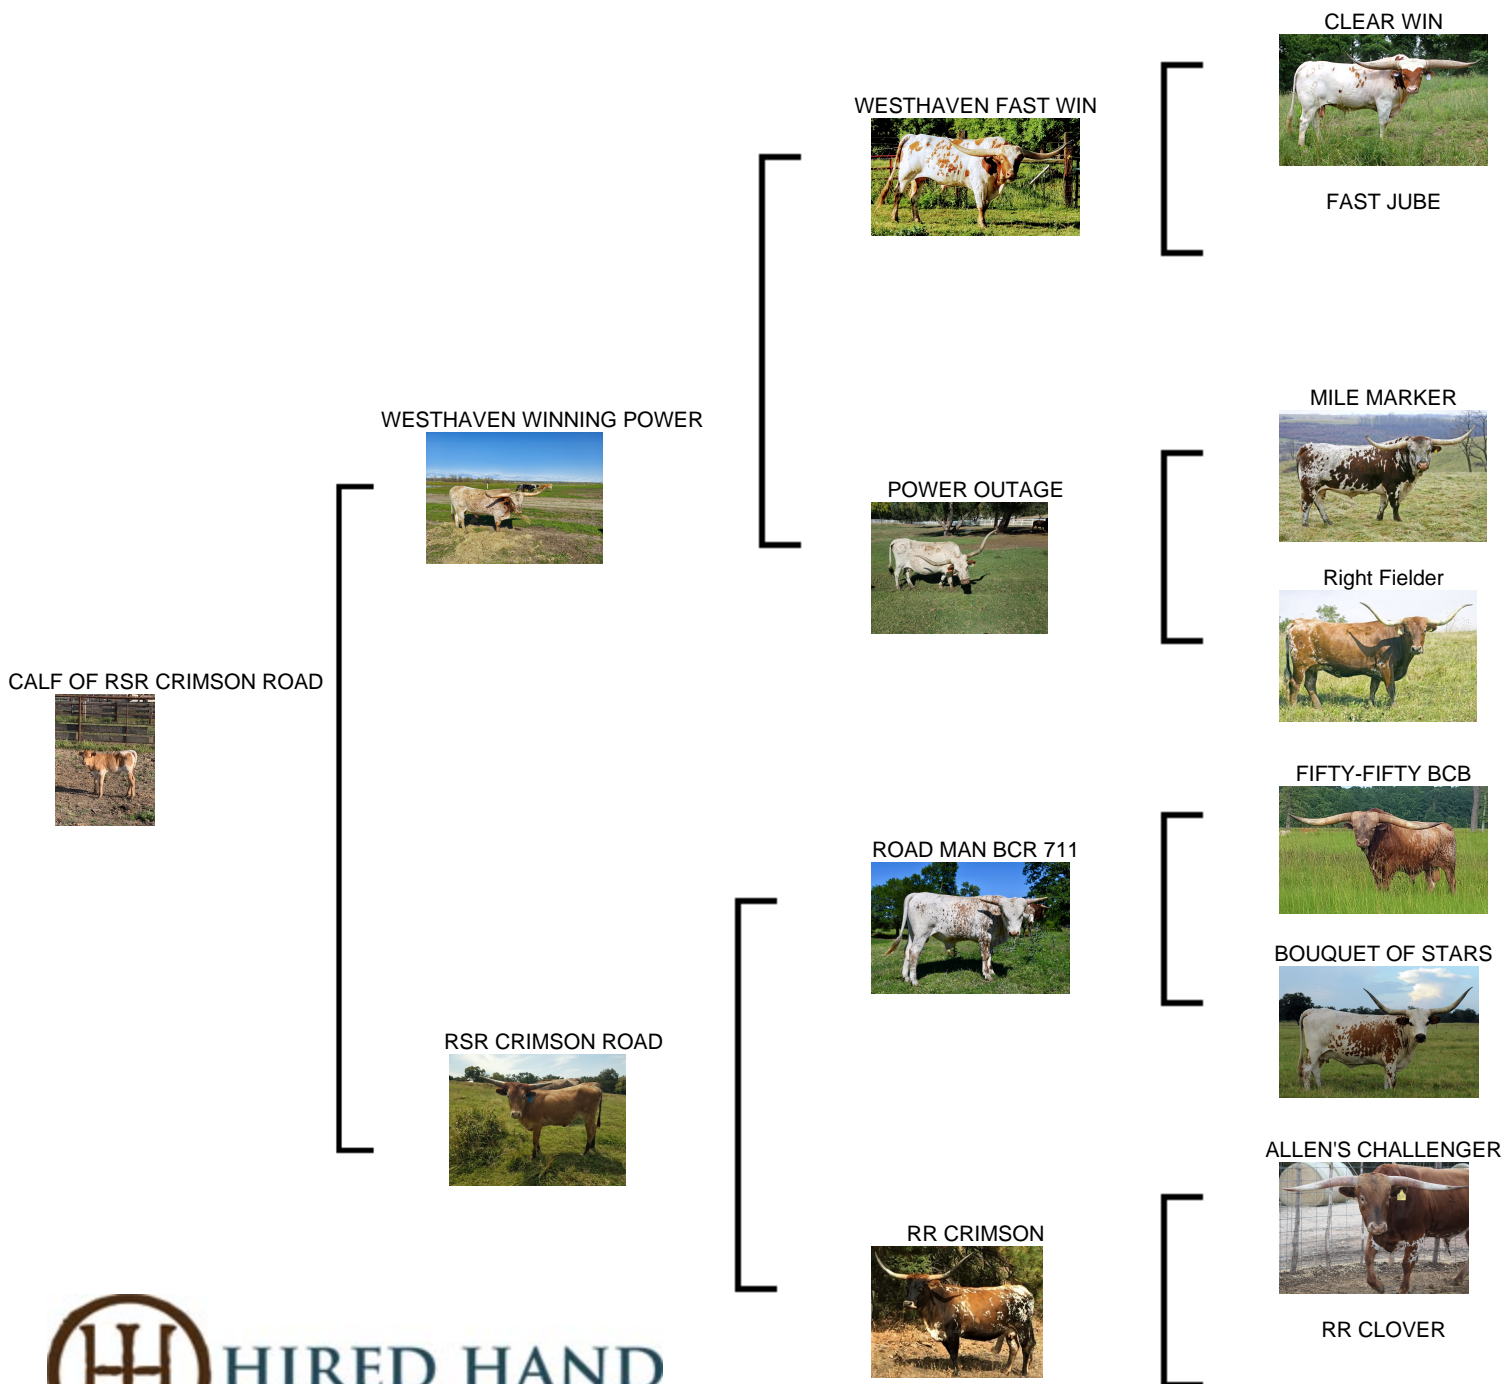 CLEAR WIN
WESTHAVEN FAST WIN
FAST JUBE
MILE MARKER
WESTHAVEN WINNING POWER
POWER OUTAGE
Right Fielder
CALF OF RSR CRIMSON ROAD
FIFTY-FIFTY BCB
ROAD MAN BCR 711
BOUQUET OF STARS
RSR CRIMSON ROAD
ALLEN'S CHALLENGER
RR CRIMSON
RR CLOVER
HIRED HAND